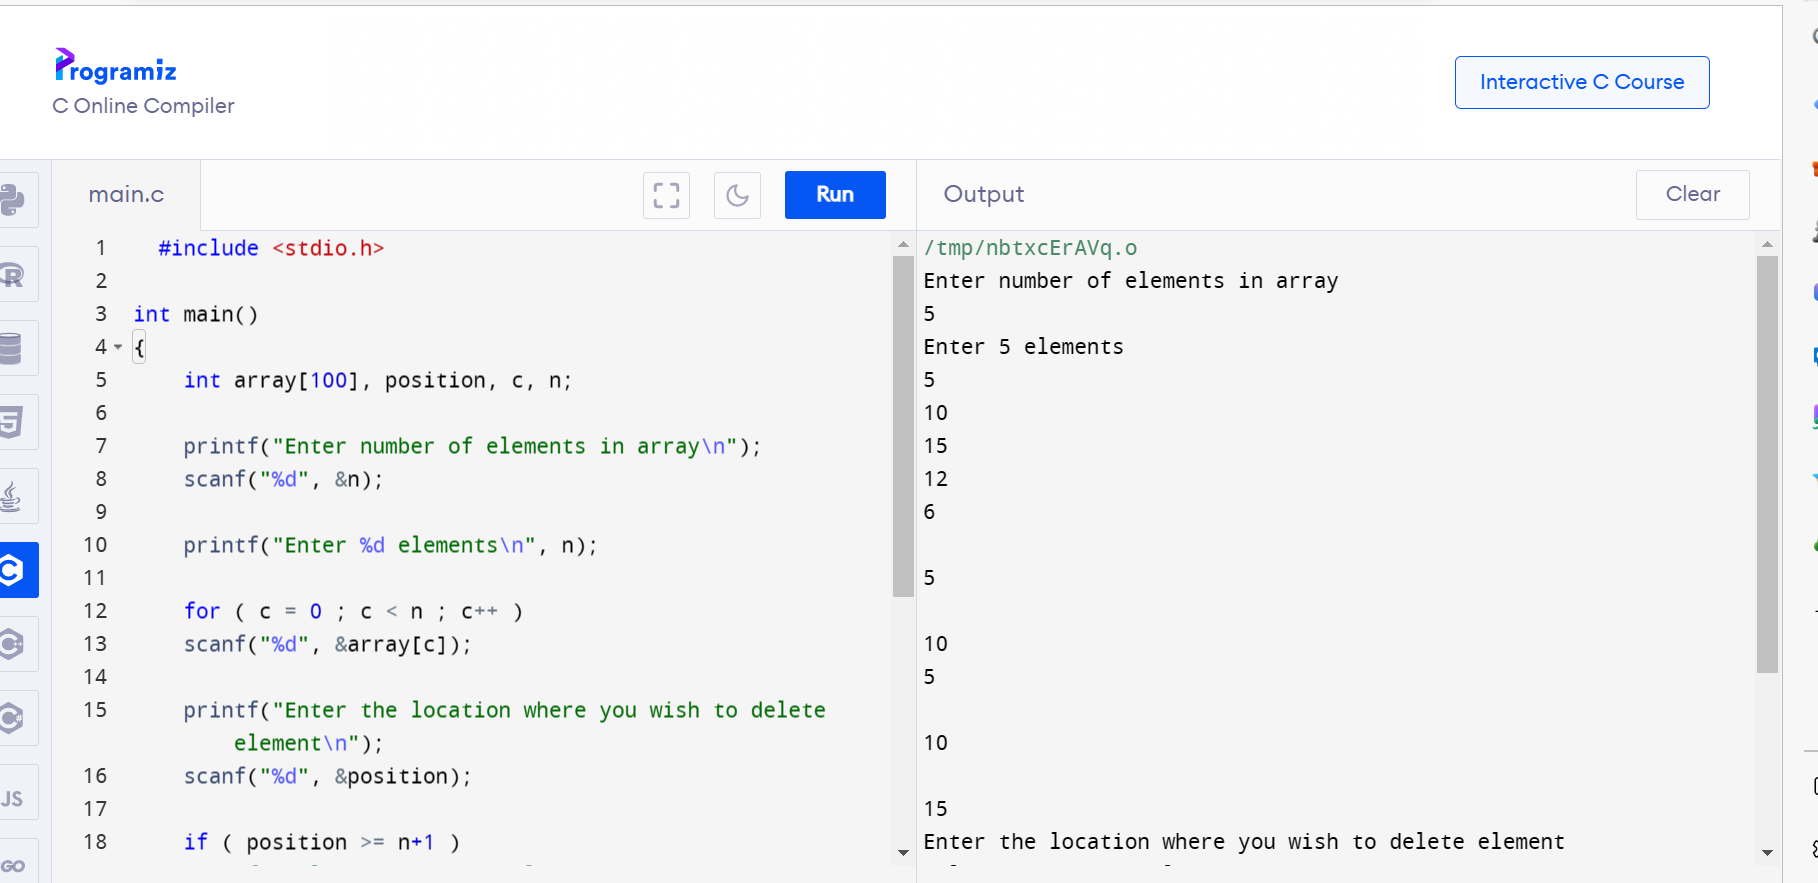 Programiz
C Online Compiler
Interactive C Course
main.c
Run
Output
Clear
1 #include <stdio.h>
2
3 int main()
4 {
5 int array[100], position, c, n;
6
7 printf("Enter number of elements in array\n");
8 scanf("%d", &n);
9
10 printf("Enter %d elements\n", n);
11
12 for ( c = 0 ; c < n ; c++ )
13 scanf("%d", &array[c]);
14
15 printf("Enter the location where you wish to delete
element\n");
16 scanf("%d", &position);
17
18 if ( position >= n+1 )
/tmp/nbtxcErAVq.o
Enter number of elements in array
5
Enter 5 elements
5
10
15
12
6
5
10
5
10
15
Enter the location where you wish to delete element
R
5
C
C
C#
JS
GO